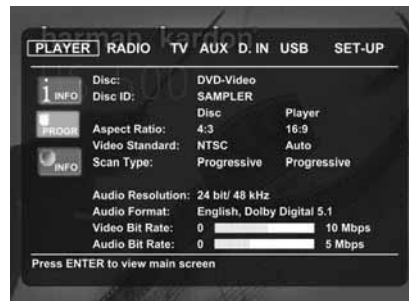 harman kardon
PLAYER RADIO TV AUX D. IN USB SET-UP
i INFO
Disc: DVD-Video
Disc ID: SAMPLER
Disc Player
PROGR
Aspect Ratio: 4:3 16:9
Video Standard: NTSC Auto
INFO
Scan Type: Progressive Progressive
Audio Resolution: 24 bit/ 48 kHz
Audio Format: English, Dolby Digital 5.1
Video Bit Rate: 0 10 Mbps
Audio Bit Rate: 0 5 Mbps
Press ENTER to view main screen